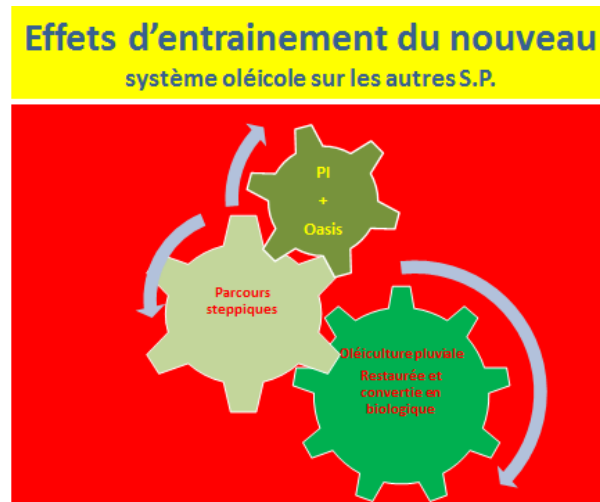 Effets d’entrainement du nouveau
système oléicole sur les autres S.P.
PI
+
Oasis
Parcours
steppiques
Oléiculture pluviale
Restaurée et
convertie en
biologique